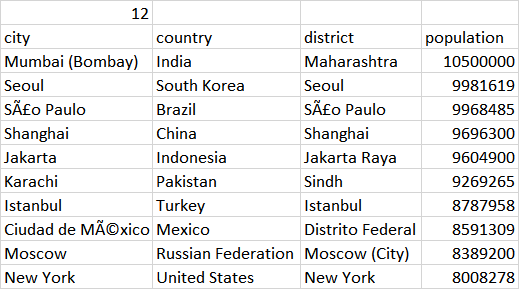 12
city country district population
Mumbai (Bombay) India Maharashtra 10500000
Seoul South Korea Seoul 9981619
SÃ£o Paulo Brazil SÃ£o Paulo 9968485
Shanghai China Shanghai 9696300
Jakarta Indonesia Jakarta Raya 9604900
Karachi Pakistan Sindh 9269265
Istanbul Turkey Istanbul 8787958
Ciudad de MÃ©xico Mexico Distrito Federal 8591309
Moscow Russian Federation Moscow (City) 8389200
New York United States New York 8008278